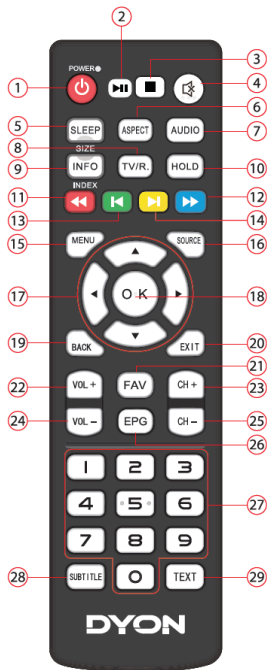 2
3
POWER
1
4
6
5
SLEEP
ASPECT
AUDIO
7
8
SIZE
9
INFO
TV/R.
HOLD
10
INDEX
11
12
13
14
15
MENU
SOURCE
16
17
OK
18
19
BACK
EXIT
20
21
22
VOL +
FAV
CH +
23
24
VOL −
EPG
CH −
25
26
1
2
3
4
5
6
27
7
8
9
28
SUBTITLE
0
TEXT
29
DYON